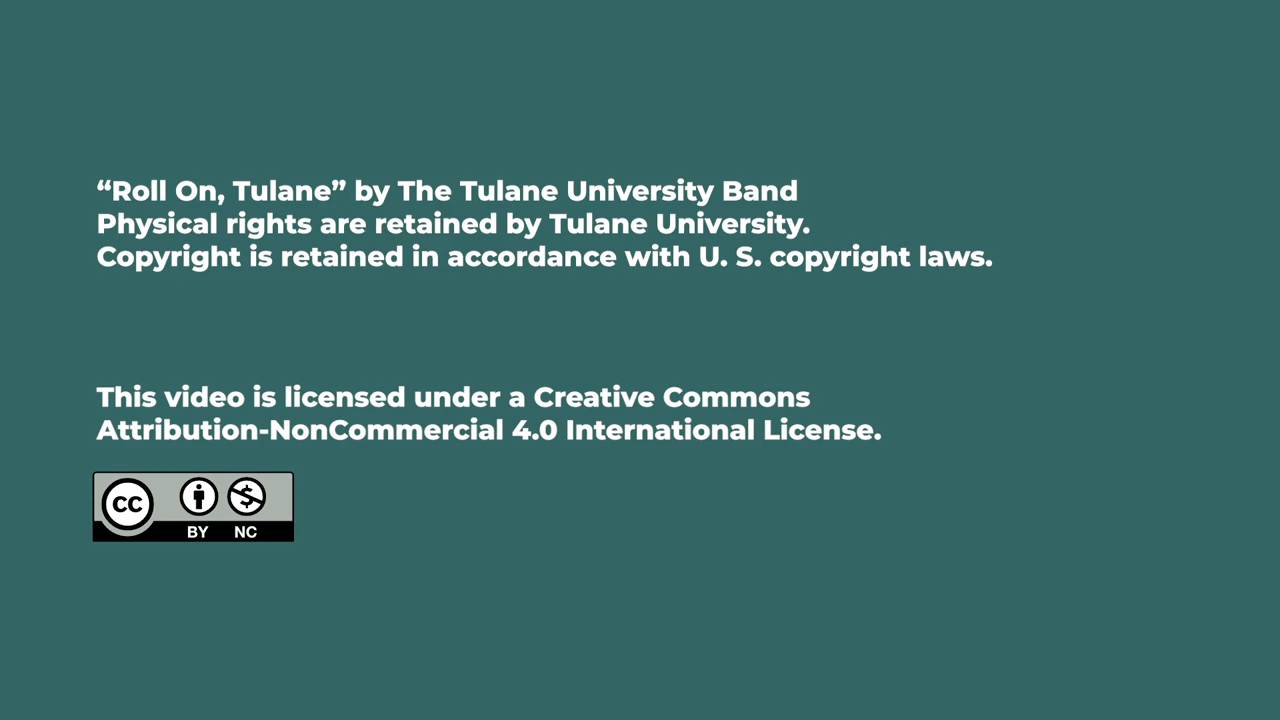 “Roll On, Tulane” by The Tulane University Band
Physical rights are retained by Tulane University.
Copyright is retained in accordance with U. S. copyright laws.
This video is licensed under a Creative Commons
Attribution-NonCommercial 4.0 International License.
CC
BY NC